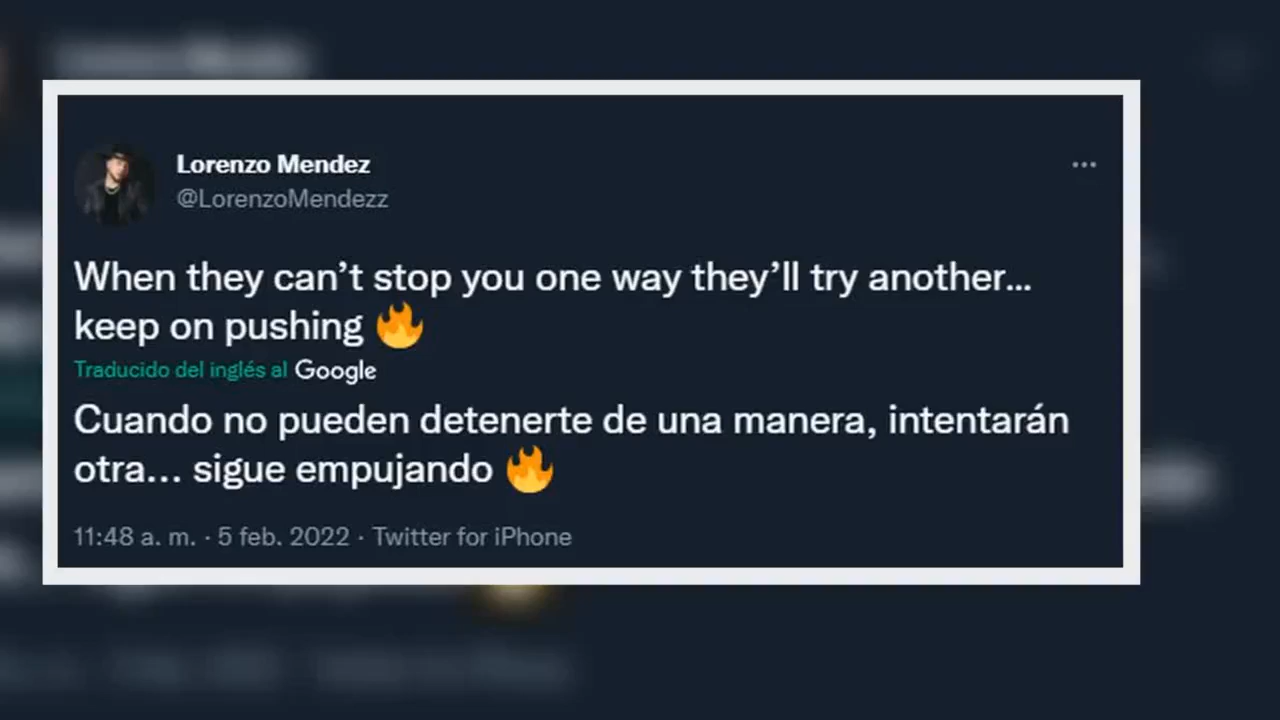 Lorenzo Mendez
@LorenzoMendezz
When they can’t stop you one way they’ll try another...
keep on pushing 🔥
Traducido del inglés al Google
Cuando no pueden detenerte de una manera, intentarán
otra... sigue empujando 🔥
11:48 a. m. · 5 feb. 2022 · Twitter for iPhone